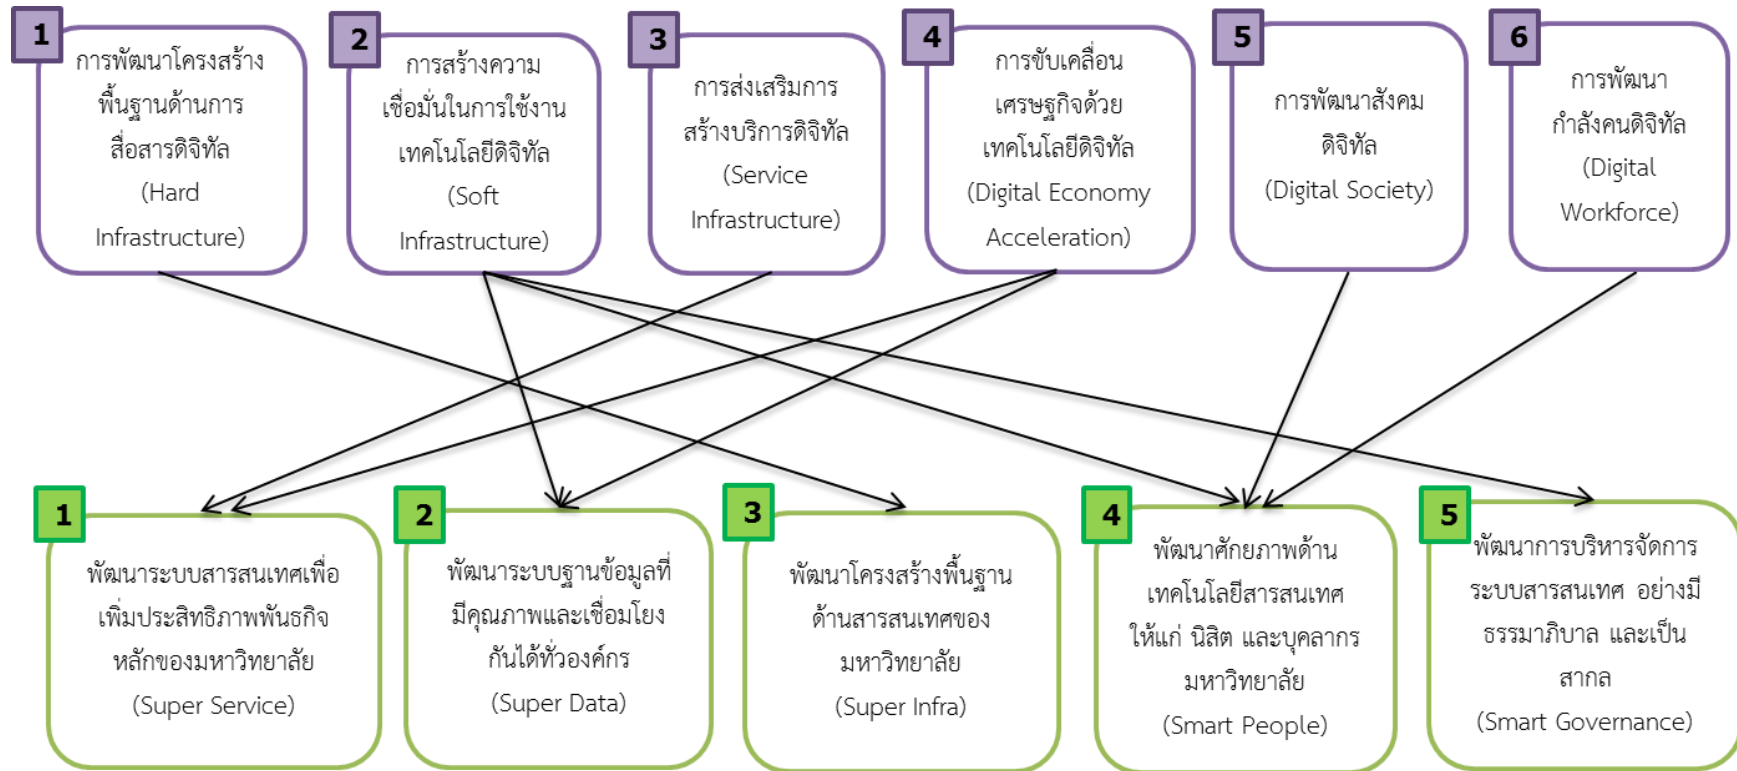 1
การพัฒนาโครงสร้าง
พื้นฐานด้านการ
สื่อสารดิจิทัล
(Hard
Infrastructure)
2
การสร้างความ
เชื่อมั่นในการใช้งาน
เทคโนโลยีดิจิทัล
(Soft
Infrastructure)
3
การส่งเสริมการ
สร้างบริการดิจิทัล
(Service
Infrastructure)
4
การขับเคลื่อน
เศรษฐกิจด้วย
เทคโนโลยีดิจิทัล
(Digital Economy
Acceleration)
5
การพัฒนาสังคม
ดิจิทัล
(Digital Society)
6
การพัฒนา
กำลังคนดิจิทัล
(Digital
Workforce)
1
พัฒนาระบบสารสนเทศเพื่อ
เพิ่มประสิทธิภาพพันธกิจ
หลักของมหาวิทยาลัย
(Super Service)
2
พัฒนาระบบฐานข้อมูลที่
มีคุณภาพและเชื่อมโยง
กันได้ทั่วองค์กร
(Super Data)
3
พัฒนาโครงสร้างพื้นฐาน
ด้านสารสนเทศของ
มหาวิทยาลัย
(Super Infra)
4
พัฒนาศักยภาพด้าน
เทคโนโลยีสารสนเทศ
ให้แก่ นิสิต และบุคลากร
มหาวิทยาลัย
(Smart People)
5
พัฒนาการบริหารจัดการ
ระบบสารสนเทศ อย่างมี
ธรรมาภิบาล และเป็น
สากล
(Smart Governance)